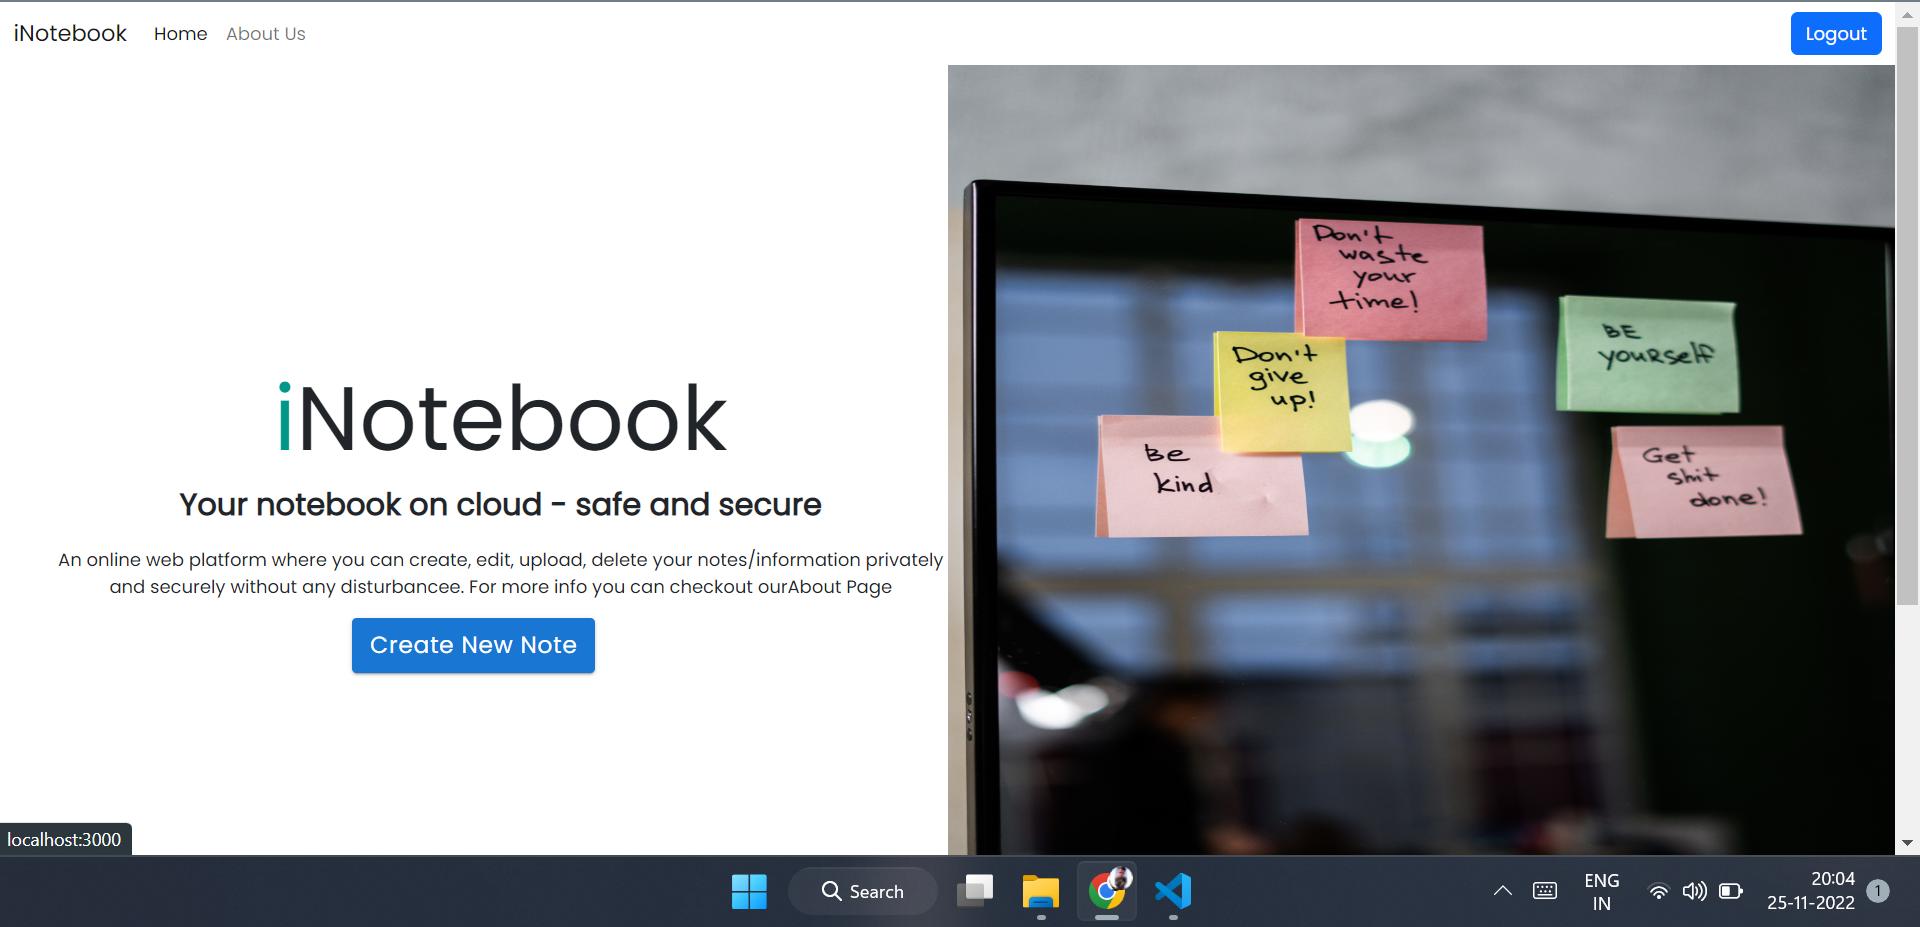 iNotebook Home About Us Logout
iNotebook
Your notebook on cloud - safe and secure
An online web platform where you can create, edit, upload, delete your notes/information privately
and securely without any disturbancee. For more info you can checkout ourAbout Page
Create New Note
Don't
waste
your
time!
Don't
give
up!
Be
kind
BE
yourself
Get
shit
done!
localhost:3000
Search
ENG
IN
20:04
25-11-2022
1